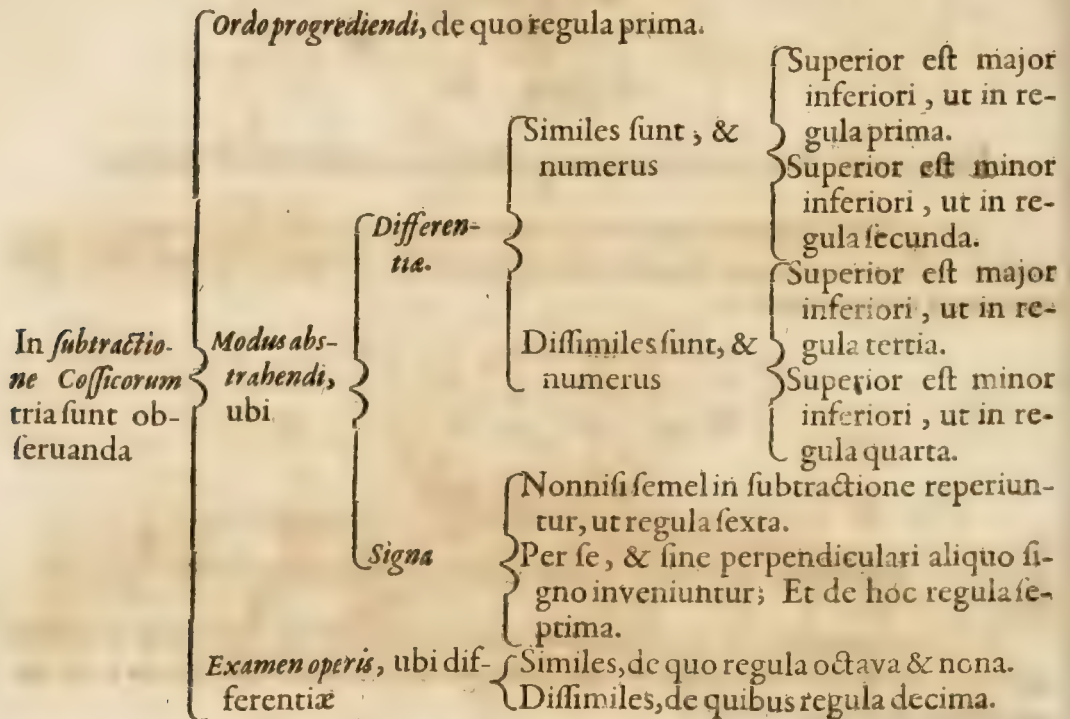 Ordo progrediendi, de quo regula prima.
In ſubtractio-
ne Coſſicorum
tria ſunt ob-
ſeruanda
Modus abs-
trahendi,
ubi
Differen-
tiæ.
Similes ſunt, &
numerus
Superior eſt major
inferiori, ut in re-
gula prima.
Superior eſt minor
inferiori, ut in re-
gula ſecunda.
Diſſimiles ſunt, &
numerus
Superior eſt major
inferiori, ut in re-
gula tertia.
Superior eſt minor
inferiori, ut in re-
gula quarta.
Signa
Nonniſi ſemel in ſubtractione reperiun-
tur, ut regula ſexta.
Per ſe, & ſine perpendiculari aliquo ſi-
gno inveniuntur; Et de hoc regula ſe-
ptima.
Examen operis, ubi dif-
ferentiæ
Similes, de quo regula octava & nona.
Diſſimiles, de quibus regula decima.